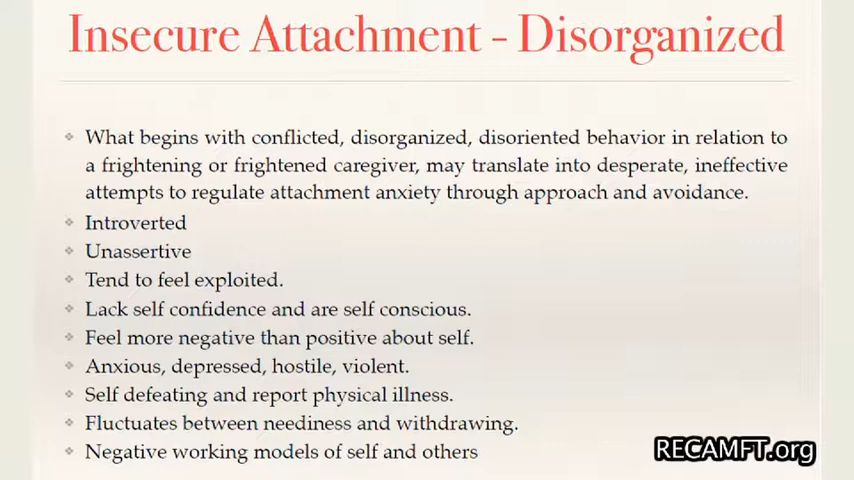 Insecure Attachment - Disorganized
❖ What begins with conflicted, disorganized, disoriented behavior in relation to
a frightening or frightened caregiver, may translate into desperate, ineffective
attempts to regulate attachment anxiety through approach and avoidance.
❖ Introverted
❖ Unassertive
❖ Tend to feel exploited.
❖ Lack self confidence and are self conscious.
❖ Feel more negative than positive about self.
❖ Anxious, depressed, hostile, violent.
❖ Self defeating and report physical illness.
❖ Fluctuates between neediness and withdrawing.
❖ Negative working models of self and others
RECAMFT.org